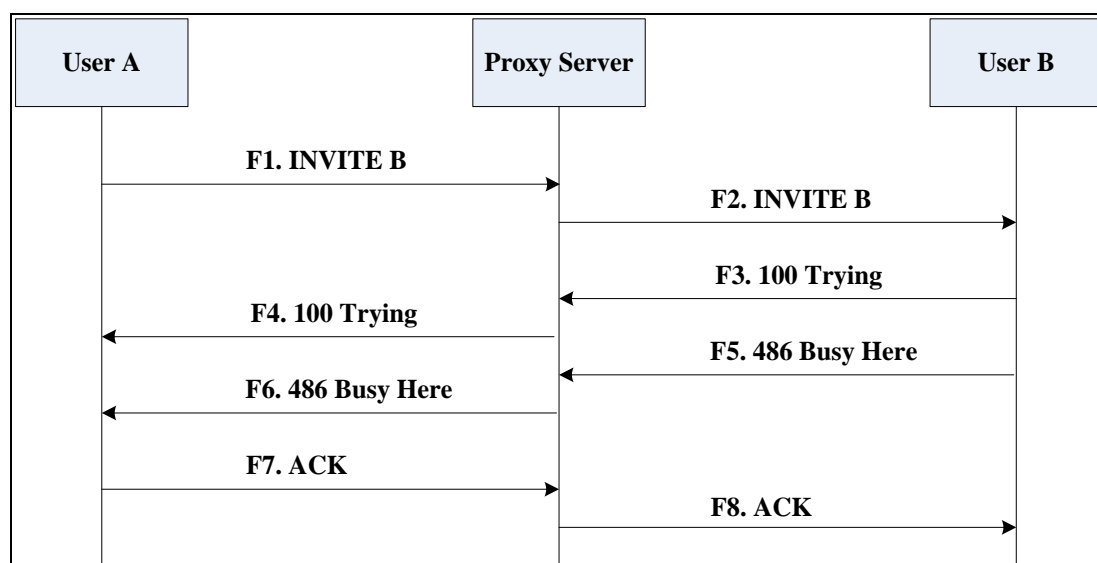 User A
Proxy Server
User B
F1. INVITE B
F2. INVITE B
F3. 100 Trying
F4. 100 Trying
F5. 486 Busy Here
F6. 486 Busy Here
F7. ACK
F8. ACK